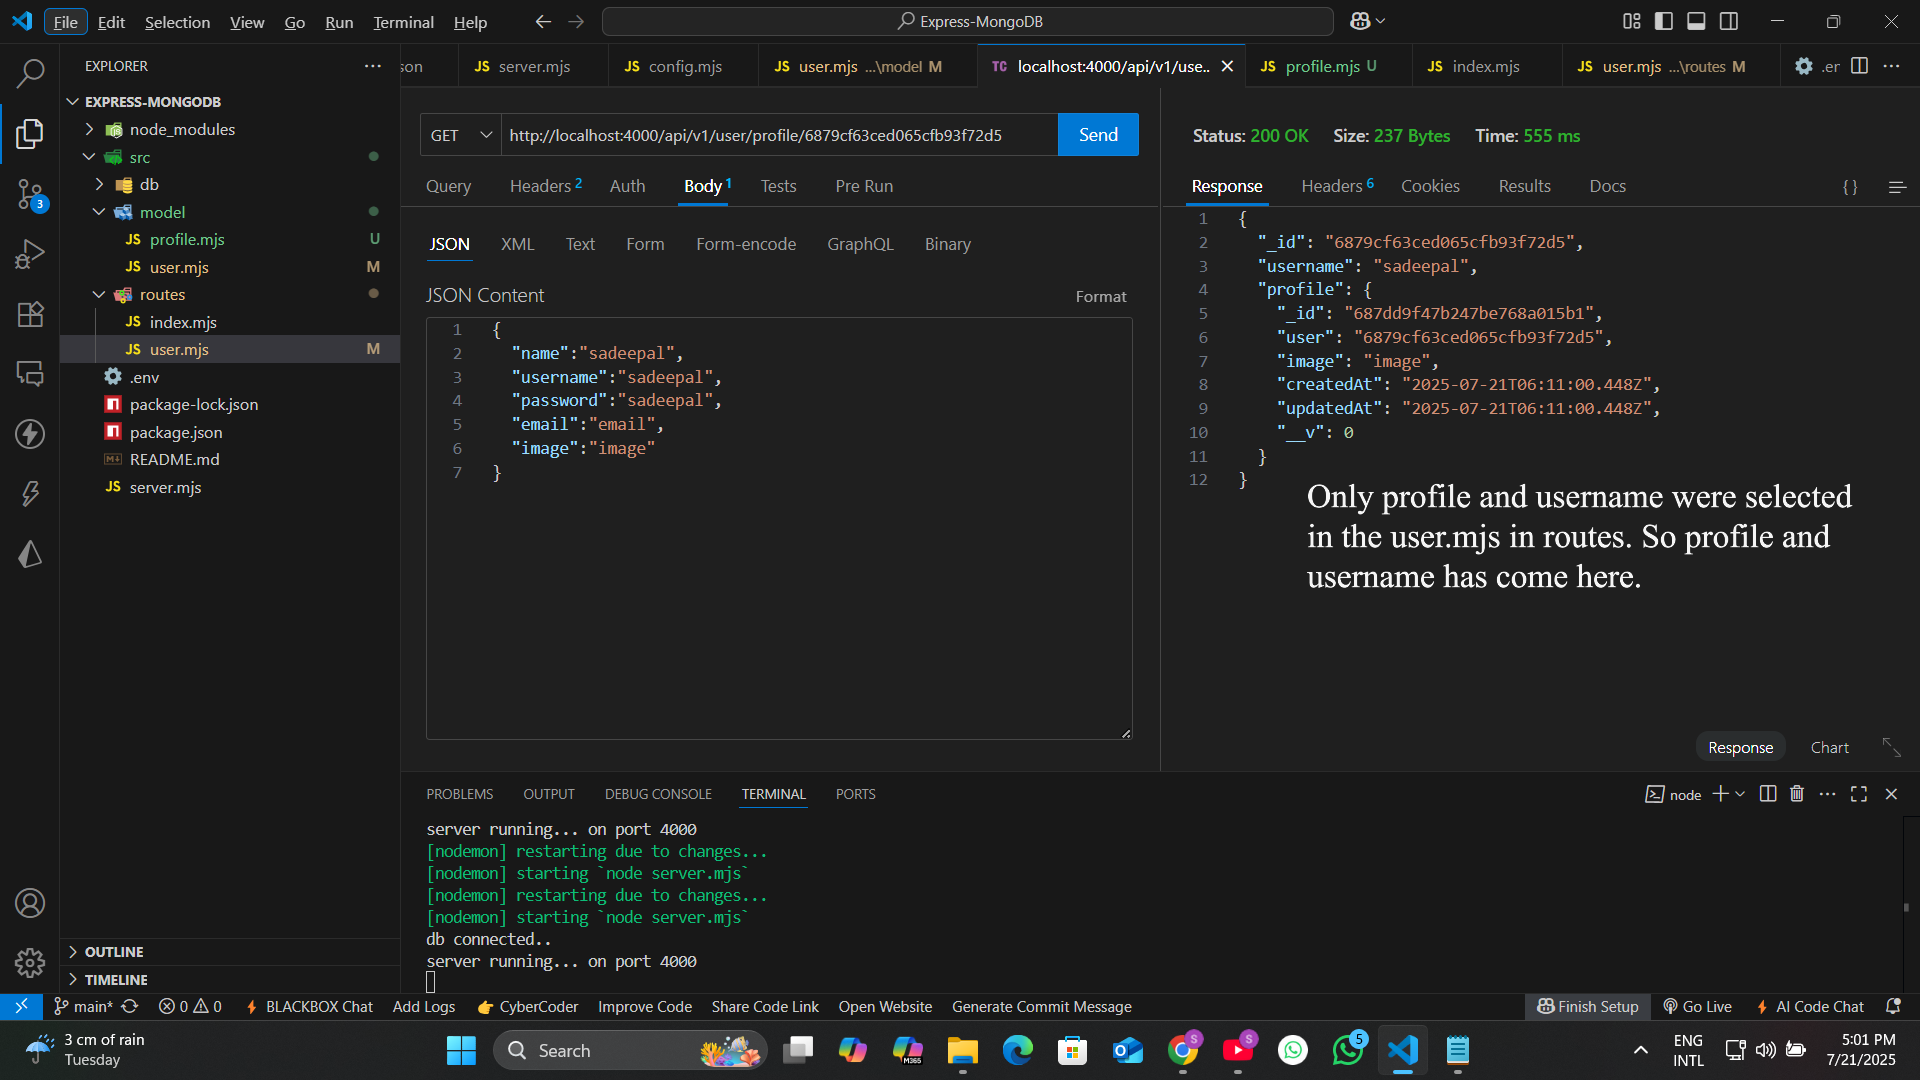 File Edit Selection View Go Run Terminal Help
Express-MongoDB
EXPLORER
EXPRESS-MONGODB
node_modules
src
db
model
profile.mjs U
user.mjs M
routes
index.mjs
user.mjs M
.env
package-lock.json
package.json
README.md
JS server.mjs
OUTLINE
TIMELINE
3
son
JS server.mjs
JS config.mjs
JS user.mjs ...\model M
TC localhost:4000/api/v1/use..
JS profile.mjs U
JS index.mjs
JS user.mjs ...\routes M
.er
GET http://localhost:4000/api/v1/user/profile/6879cf63ced065cfb93f72d5 Send
Query Headers 2 Auth Body 1 Tests Pre Run
JSON XML Text Form Form-encode GraphQL Binary
JSON Content Format
1 {
2 "name":"sadeepal",
3 "username":"sadeepal",
4 "password":"sadeepal",
5 "email":"email",
6 "image":"image"
7 }
Status: 200 OK Size: 237 Bytes Time: 555 ms
Response Headers 6 Cookies Results Docs {}
1 {
2 "_id": "6879cf63ced065cfb93f72d5",
3 "username": "sadeepal",
4 "profile": {
5 "_id": "687dd9f47b247be768a015b1",
6 "user": "6879cf63ced065cfb93f72d5",
7 "image": "image",
8 "createdAt": "2025-07-21T06:11:00.448Z",
9 "updatedAt": "2025-07-21T06:11:00.448Z",
10 "__v": 0
11 }
12 }
Only profile and username were selected
in the user.mjs in routes. So profile and
username has come here.
Response Chart
PROBLEMS OUTPUT DEBUG CONSOLE TERMINAL PORTS
node
server running... on port 4000
[nodemon] restarting due to changes...
[nodemon] starting `node server.mjs`
[nodemon] restarting due to changes...
[nodemon] starting `node server.mjs`
db connected..
server running... on port 4000
main* 0 0 BLACKBOX Chat Add Logs CyberCoder Improve Code Share Code Link Open Website Generate Commit Message Finish Setup Go Live AI Code Chat
3 cm of rain
Tuesday
Search
M365
S
S
5
ENG
INTL
5:01 PM
7/21/2025